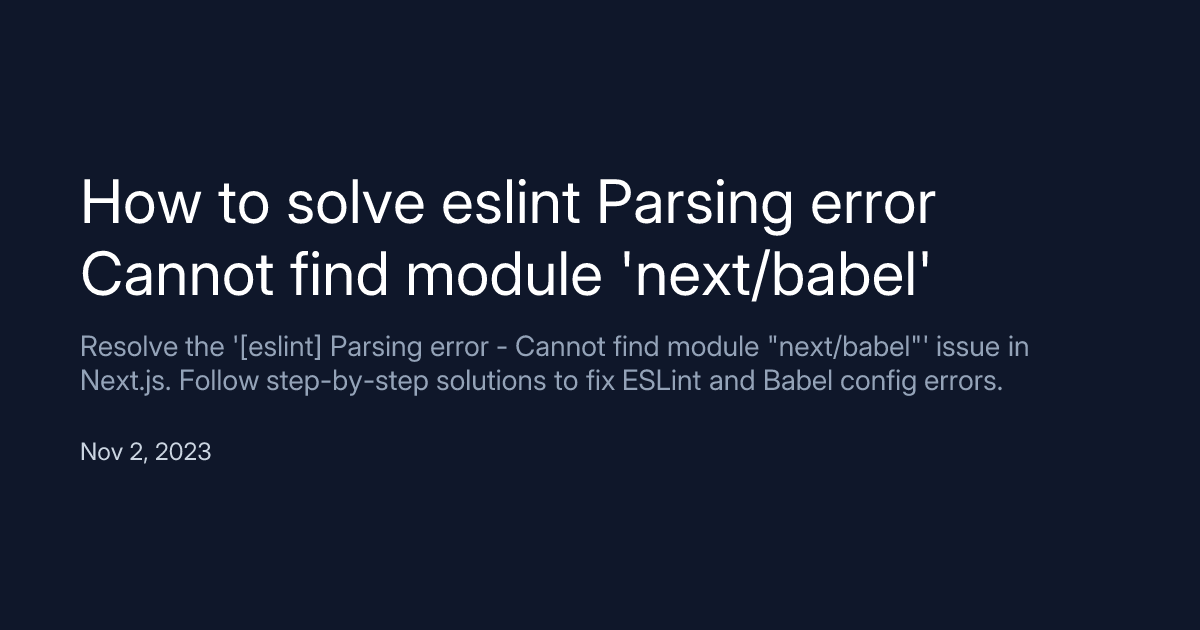 How to solve eslint Parsing error
Cannot find module 'next/babel'
Resolve the '[eslint] Parsing error - Cannot find module "next/babel"' issue in
Next.js. Follow step-by-step solutions to fix ESLint and Babel config errors.
Nov 2, 2023